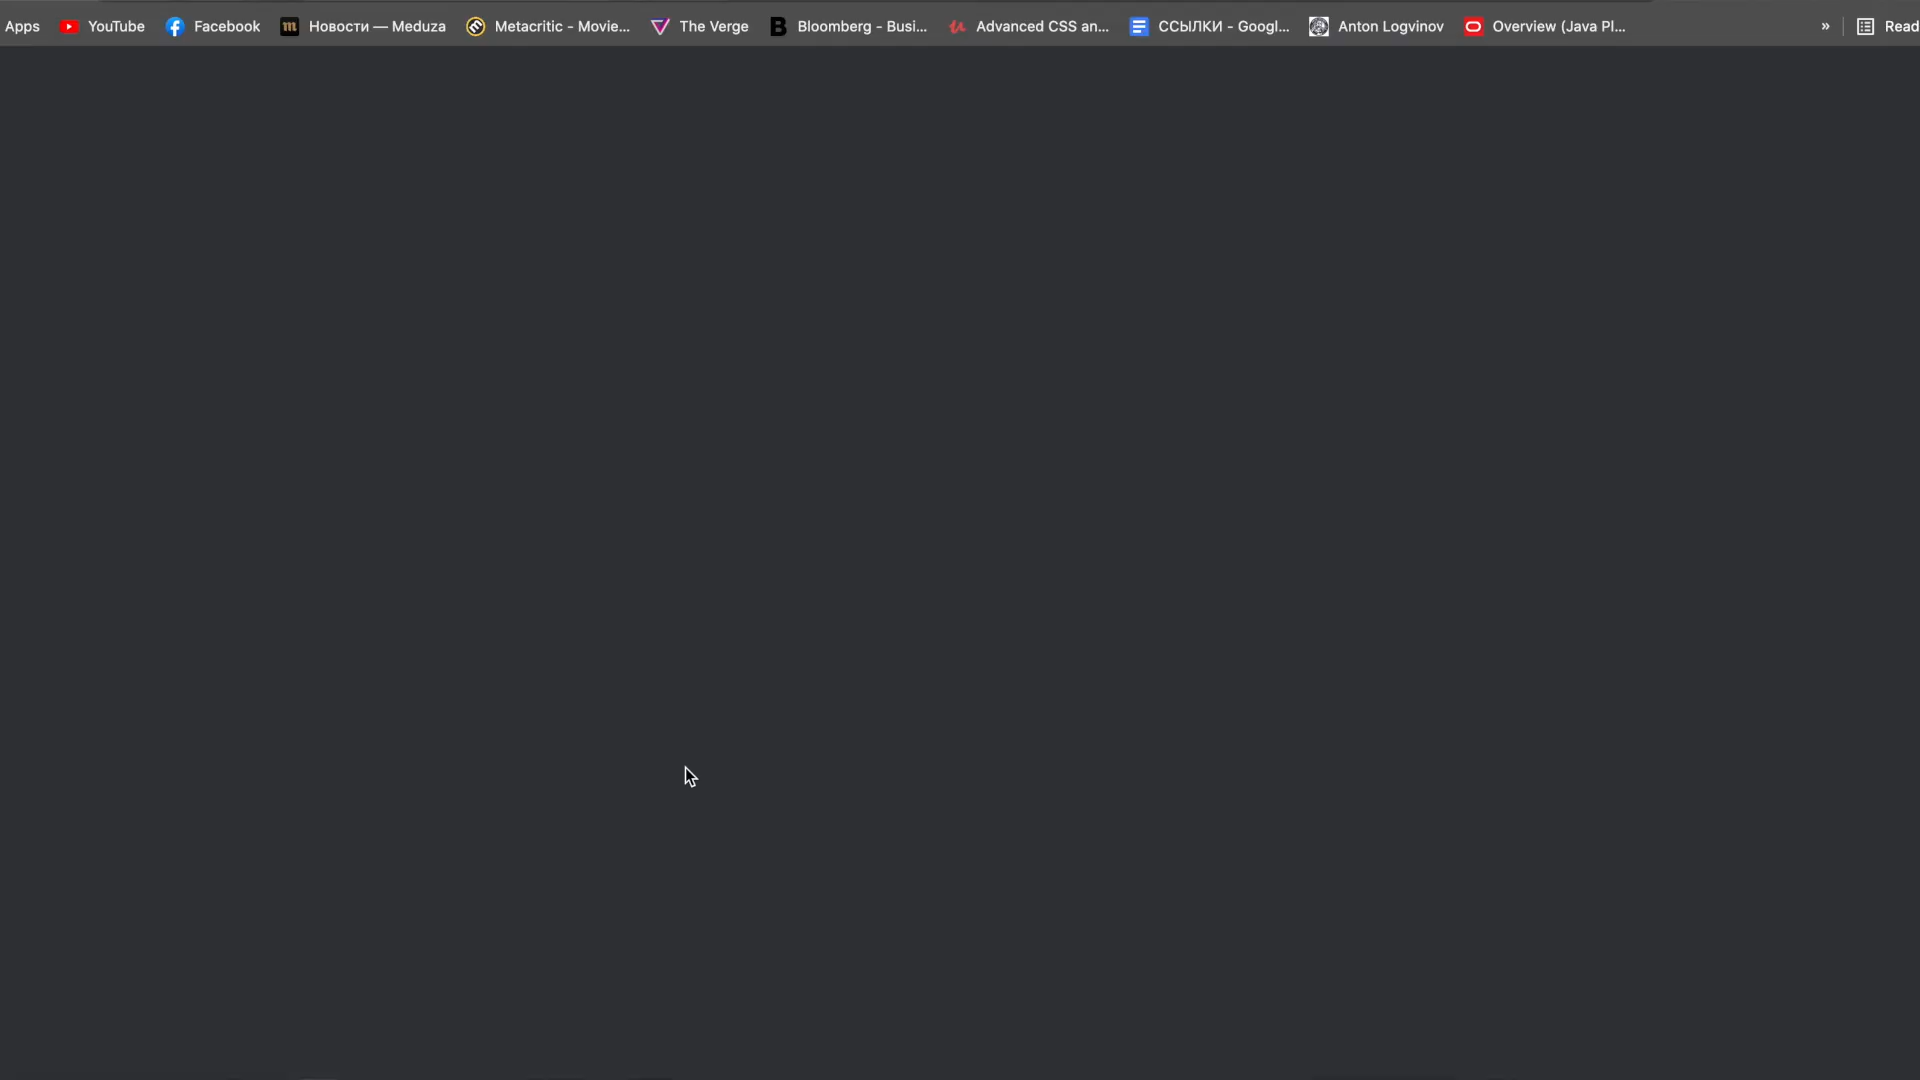 Apps YouTube Facebook Новости — Meduza Metacritic - Movie... The Verge Bloomberg - Busi... Advanced CSS an... ССЫЛКИ - Googl... Anton Logvinov Overview (Java Pl... » Read